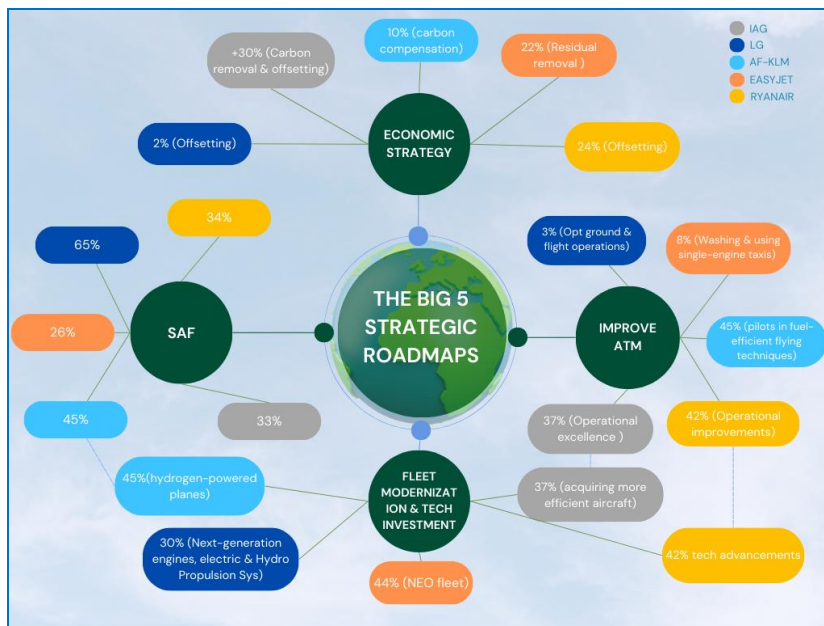 IAG
LG
AF-KLM
EASYJET
RYANAIR
10% (carbon
compensation)
+30% (Carbon
removal & offsetting)
22% (Residual
removal )
2% (Offsetting)
ECONOMIC
STRATEGY
24% (Offsetting)
34%
65%
26%
SAF
45%
33%
THE BIG 5
STRATEGIC
ROADMAPS
3% (Opt ground &
flight operations)
8% (Washing & using
single-engine taxis)
IMPROVE
ATM
45% (pilots in fuel-
efficient flying
techniques)
37% (Operational
excellence )
42% (Operational
improvements)
45%(hydrogen-powered
planes)
FLEET
MODERNIZAT
ION & TECH
INVESTMENT
37% (acquiring more
efficient aircraft)
30% (Next-generation
engines, electric & Hydro
Propulsion Sys)
44% (NEO fleet)
42% tech advancements